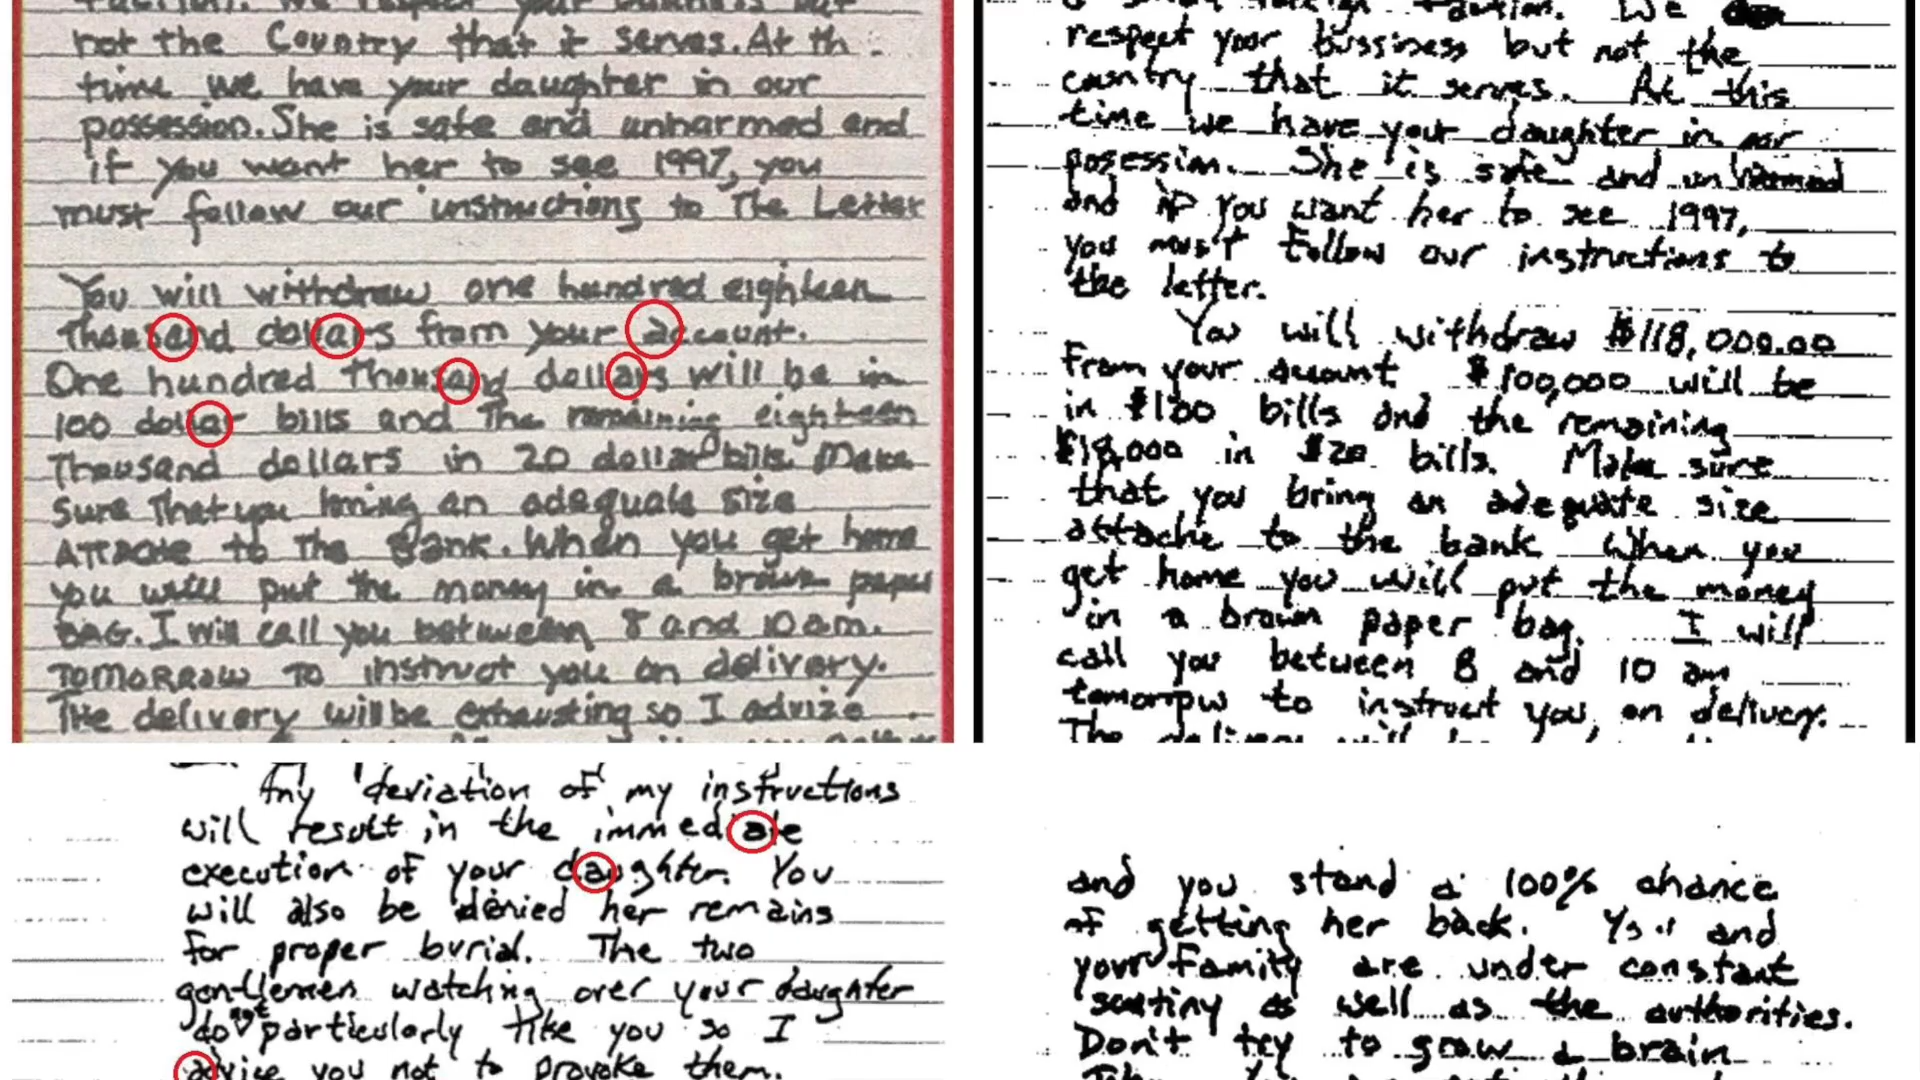 not the Country that it serves. At th
time we have your daughter in our
possession. She is safe and unharmed and
if you want her to see 1997, you
must follow our instructions to The Letter
You will withdraw one hundred eighteen
Thousand dollars from your account.
One hundred Thousand dollars will be in
100 dollar bills and The remaining eighteen
Thousand dollars in 20 dollar bills. Make
sure That you bring an adequate size
ATTACHE to The Bank. When you get home
you will put the money in a brown paper
BAG. I will call you between 8 and 10 am.
TOMORROW TO instruct you on delivery.
The delivery will be exhausting so I advize
foreign faction. We
respect your bussiness but not the
country that it serves. At this
time we have your daughter in our
posession. She is safe and unharmed
and if you want her to see 1997,
you must follow our instructions to
the letter.
You will withdraw $118,000.00
from your account $100,000 will be
in $100 bills and the remaining
$18,000 in $20 bills. Make sure
that you bring an adequate size
attache to the bank When you
get home you will put the money
in a brown paper bag. I will
call you between 8 and 10 am
tomorrow to instruct you, on delivery.
The delivery will be
Any deviation of my instructions
will result in the immediate
execution of your daughter. You
will also be denied her remains
for proper burial. The two
gentlemen watching over your daughter
do not particularly like you so I
advise you not to provoke them.
and you stand a 100% chance
of getting her back. You and
your family are under constant
scutiny as well as the authorities.
Don't try to grow a brain